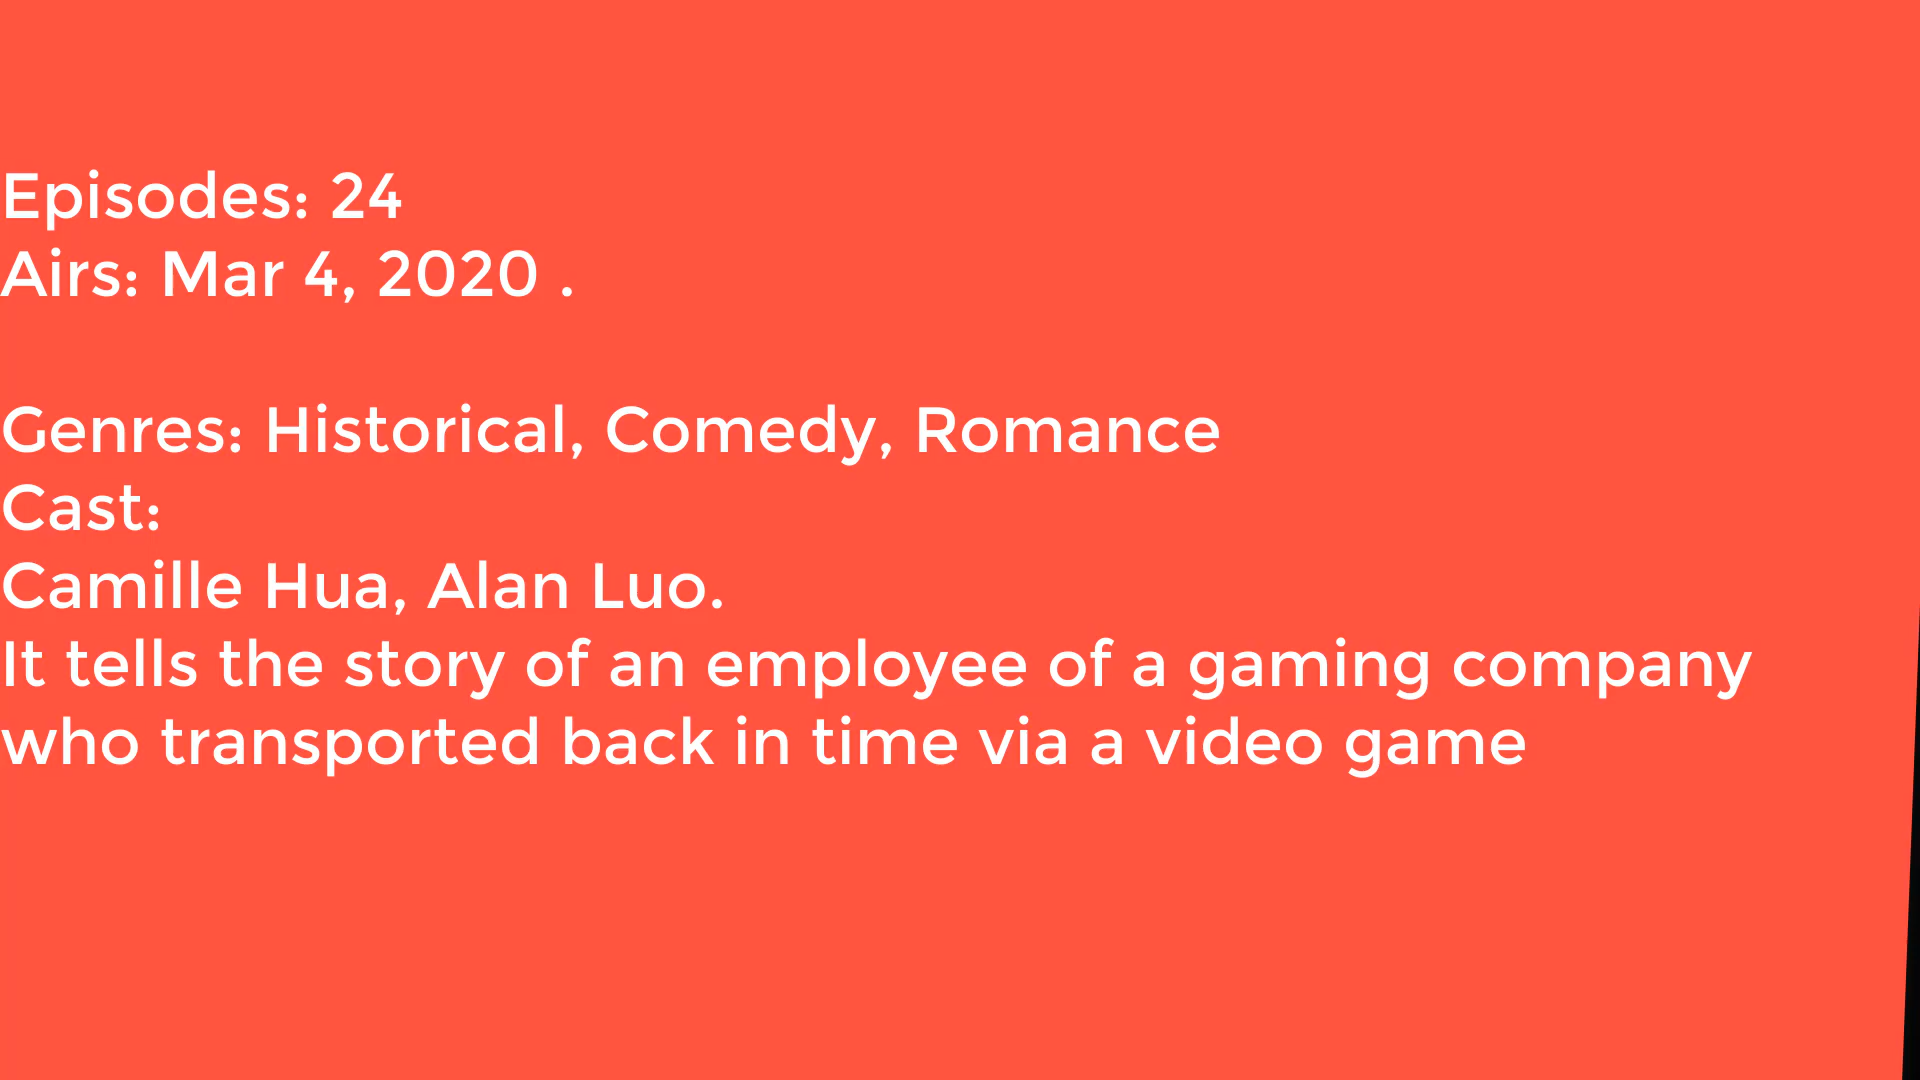 Episodes: 24
Airs: Mar 4, 2020 .
Genres: Historical, Comedy, Romance
Cast:
Camille Hua, Alan Luo.
It tells the story of an employee of a gaming company
who transported back in time via a video game